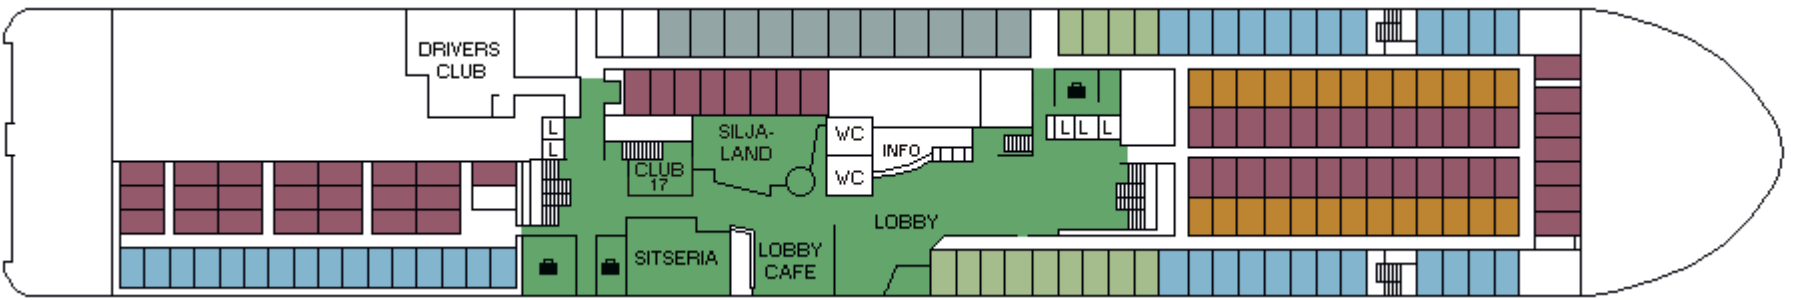 DRIVERS
CLUB
L
L
SILJA-
LAND
WC
WC
INFO
L L L
CLUB
17
LOBBY
SITSERIA
LOBBY
CAFE